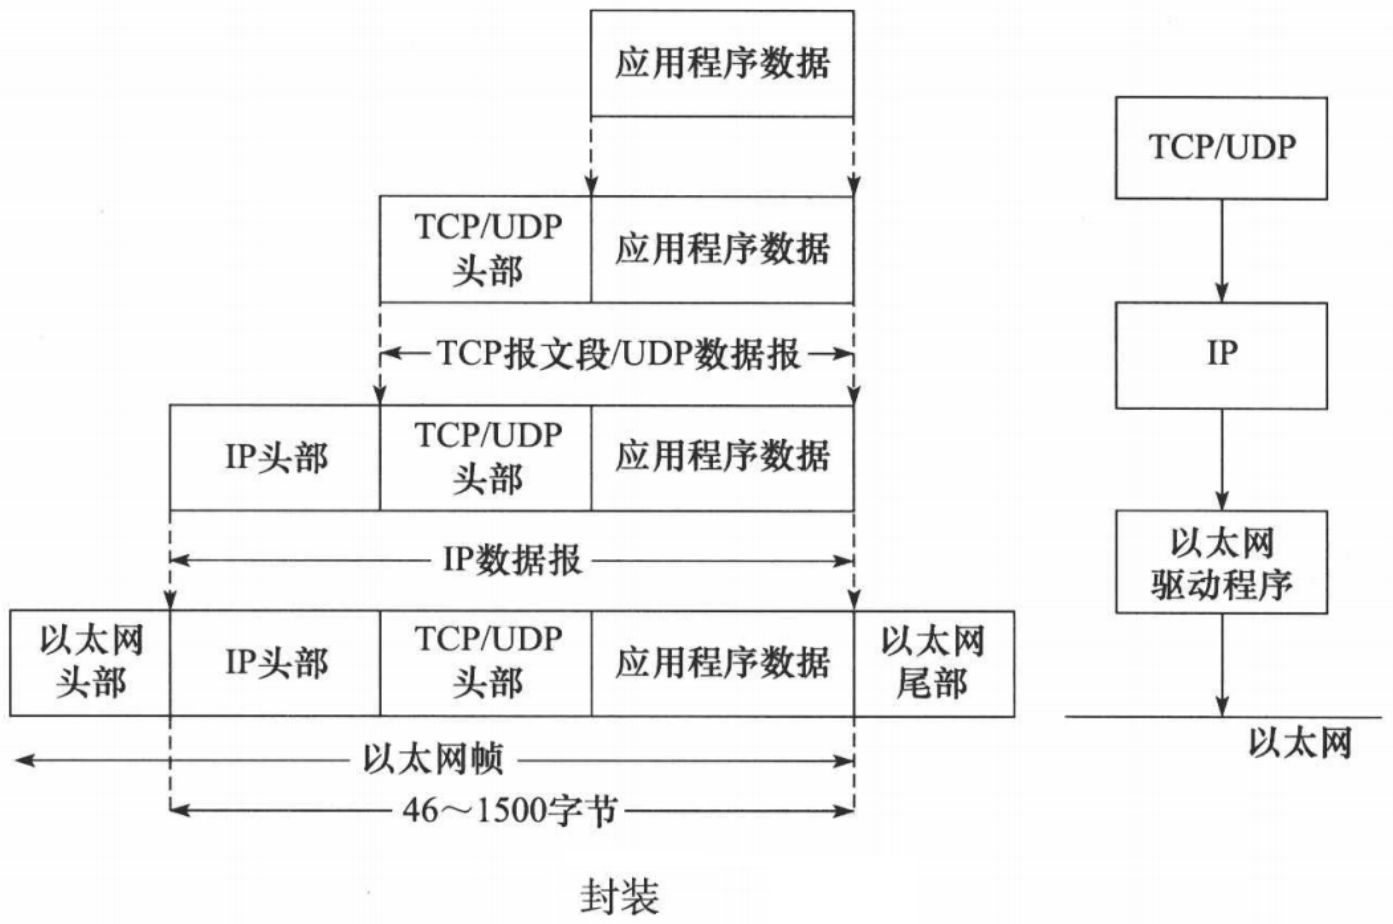 应用程序数据
TCP/UDP
头部
应用程序数据
TCP报文段/UDP数据报
IP头部
TCP/UDP
头部
应用程序数据
IP数据报
以太网
头部
IP头部
TCP/UDP
头部
应用程序数据
以太网
尾部
以太网帧
46～1500字节
TCP/UDP
IP
以太网
驱动程序
以太网
封装